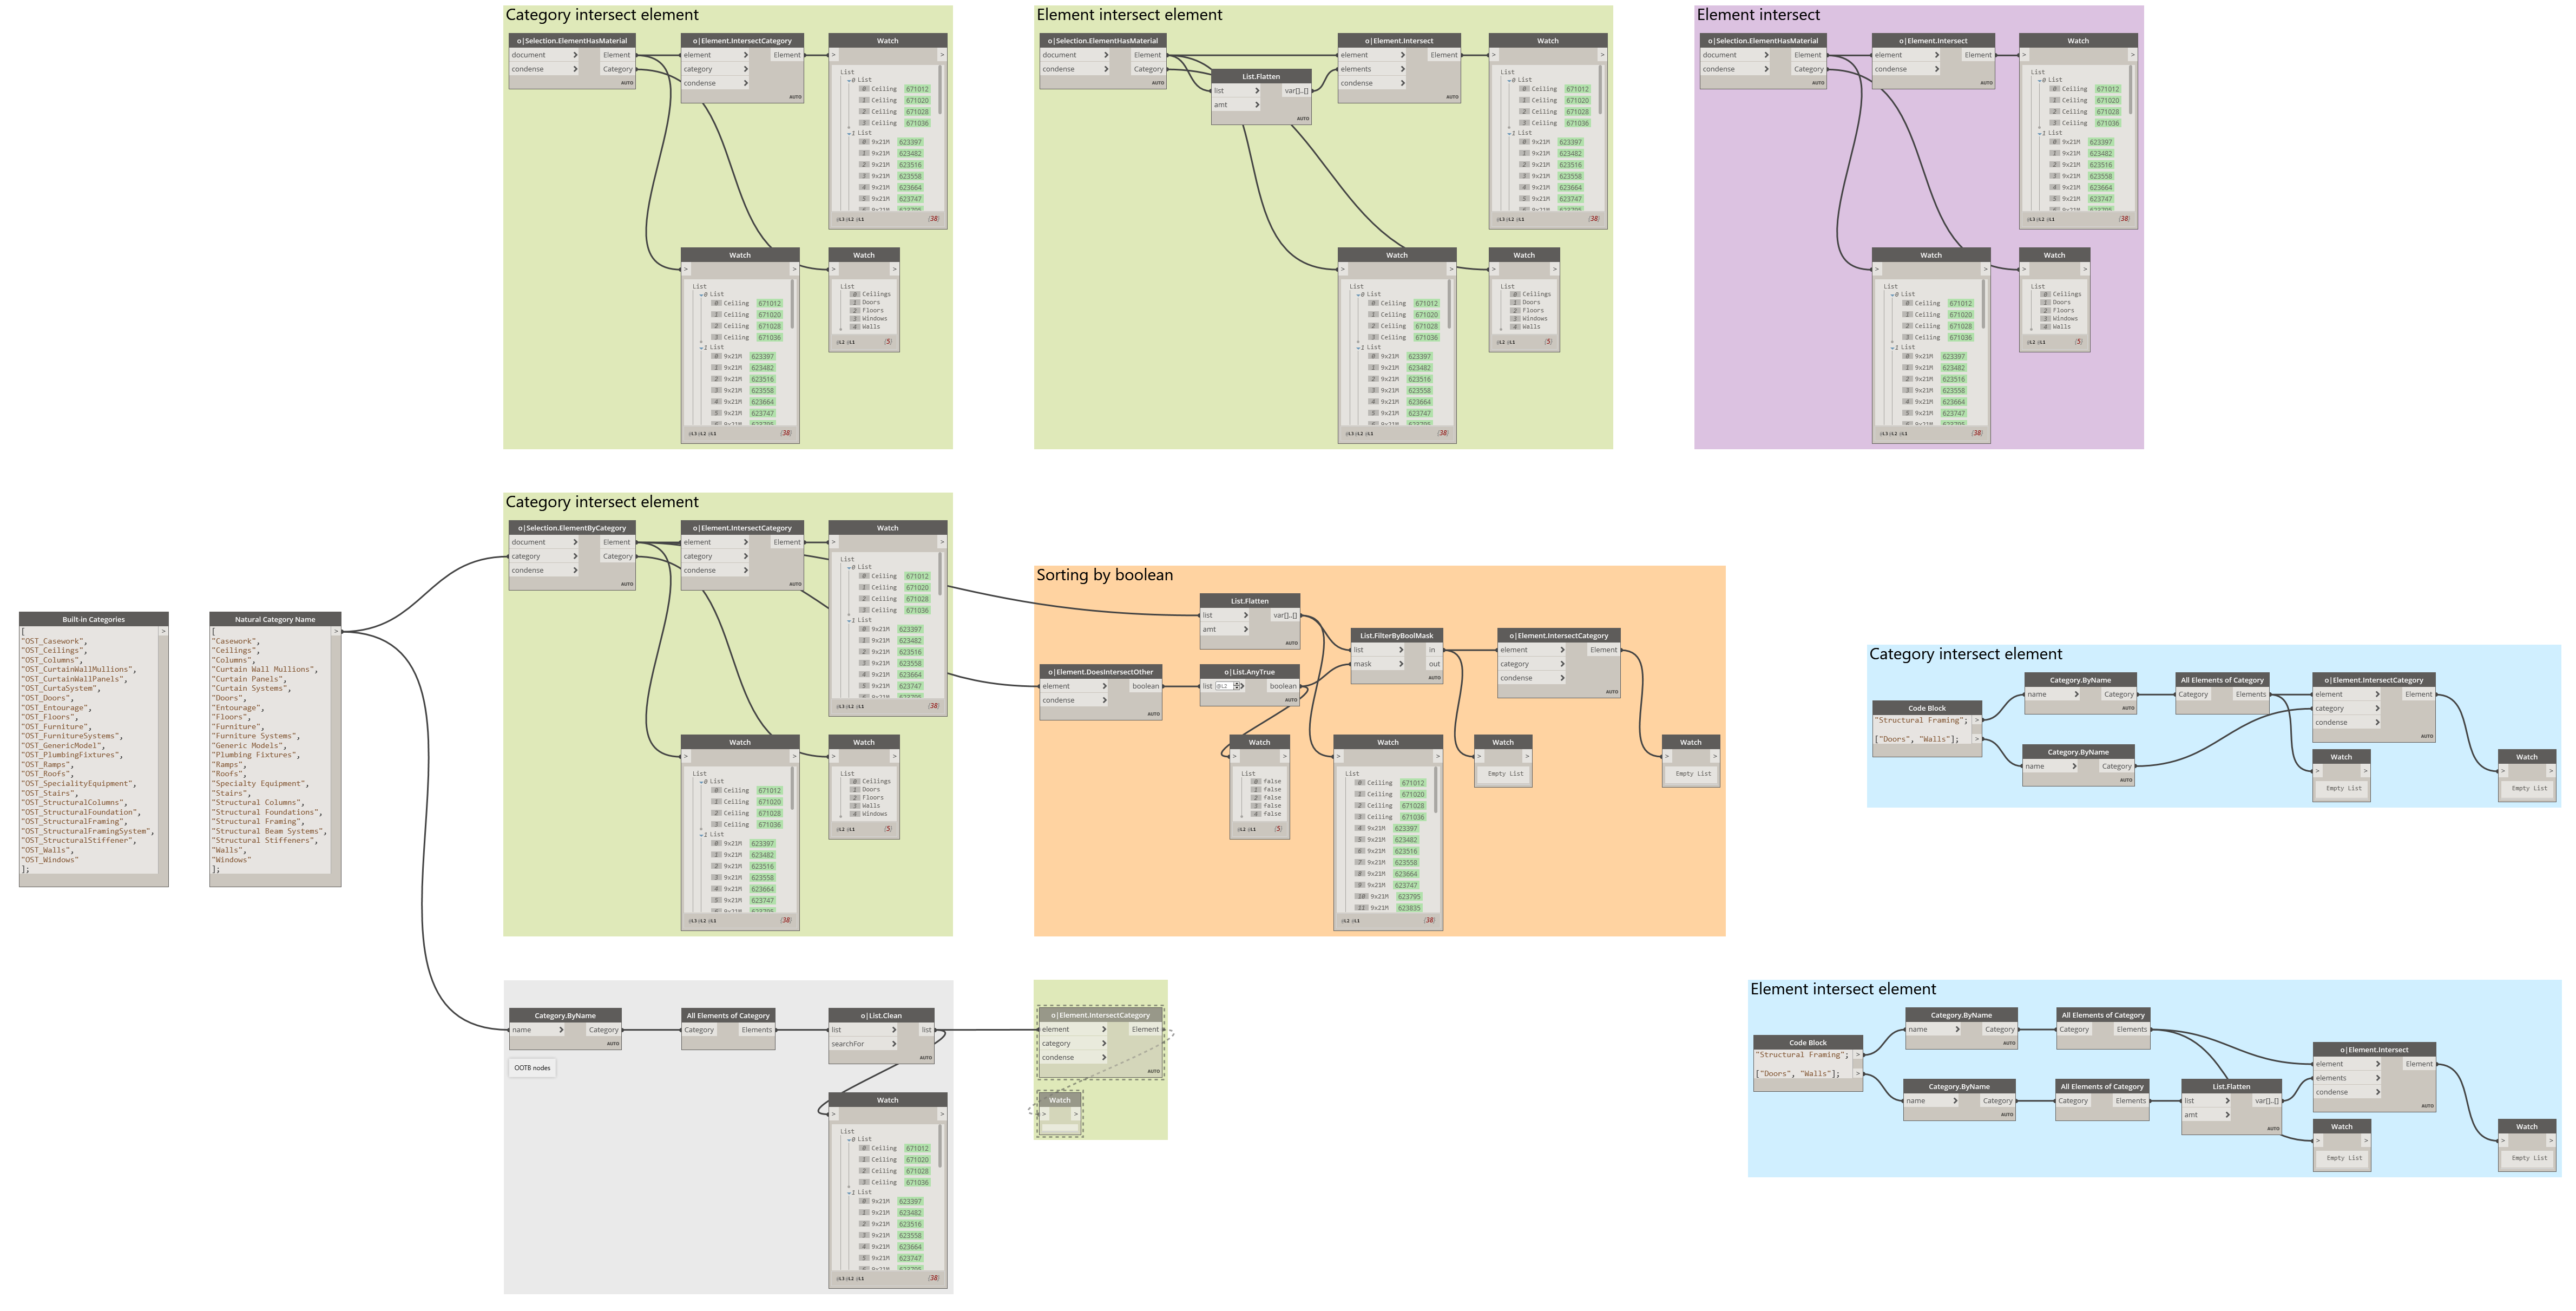 Category intersect element
o|Selection.ElementHasMaterial
document > Element
condense > Category
AUTO
o|Element.IntersectCategory
element > Element
category >
condense >
AUTO
Watch
> >
List
0 List
0 Ceiling 671012
1 Ceiling 671020
2 Ceiling 671028
3 Ceiling 671036
1 List
0 9x21M 623397
1 9x21M 623482
2 9x21M 623516
3 9x21M 623558
4 9x21M 623664
5 9x21M 623747
6 9x21M 623795
@L3 @L2 @L1 {38}
Watch
> >
List
0 List
0 Ceiling 671012
1 Ceiling 671020
2 Ceiling 671028
3 Ceiling 671036
1 List
0 9x21M 623397
1 9x21M 623482
2 9x21M 623516
3 9x21M 623558
4 9x21M 623664
5 9x21M 623747
6 9x21M 623795
@L3 @L2 @L1 {38}
Watch
> >
List
0 Ceilings
1 Doors
2 Floors
3 Windows
4 Walls
@L2 @L1 {5}
Element intersect element
o|Selection.ElementHasMaterial
document > Element
condense > Category
AUTO
List.Flatten
list > var[]..[]
amt >
AUTO
o|Element.Intersect
element > Element
elements >
condense >
AUTO
Watch
> >
List
0 List
0 Ceiling 671012
1 Ceiling 671020
2 Ceiling 671028
3 Ceiling 671036
1 List
0 9x21M 623397
1 9x21M 623482
2 9x21M 623516
3 9x21M 623558
4 9x21M 623664
5 9x21M 623747
6 9x21M 623795
@L3 @L2 @L1 {38}
Watch
> >
List
0 List
0 Ceiling 671012
1 Ceiling 671020
2 Ceiling 671028
3 Ceiling 671036
1 List
0 9x21M 623397
1 9x21M 623482
2 9x21M 623516
3 9x21M 623558
4 9x21M 623664
5 9x21M 623747
6 9x21M 623795
@L3 @L2 @L1 {38}
Watch
> >
List
0 Ceilings
1 Doors
2 Floors
3 Windows
4 Walls
@L2 @L1 {5}
Element intersect
o|Selection.ElementHasMaterial
document > Element
condense > Category
AUTO
o|Element.Intersect
element > Element
condense >
AUTO
Watch
> >
List
0 List
0 Ceiling 671012
1 Ceiling 671020
2 Ceiling 671028
3 Ceiling 671036
1 List
0 9x21M 623397
1 9x21M 623482
2 9x21M 623516
3 9x21M 623558
4 9x21M 623664
5 9x21M 623747
6 9x21M 623795
@L3 @L2 @L1 {38}
Watch
> >
List
0 List
0 Ceiling 671012
1 Ceiling 671020
2 Ceiling 671028
3 Ceiling 671036
1 List
0 9x21M 623397
1 9x21M 623482
2 9x21M 623516
3 9x21M 623558
4 9x21M 623664
5 9x21M 623747
6 9x21M 623795
@L3 @L2 @L1 {38}
Watch
> >
List
0 Ceilings
1 Doors
2 Floors
3 Windows
4 Walls
@L2 @L1 {5}
Built-in Categories
[ >
"OST_Casework",
"OST_Ceilings",
"OST_Columns",
"OST_CurtainWallMullions",
"OST_CurtainWallPanels",
"OST_CurtaSystem",
"OST_Doors",
"OST_Entourage",
"OST_Floors",
"OST_Furniture",
"OST_FurnitureSystems",
"OST_GenericModel",
"OST_PlumbingFixtures",
"OST_Ramps",
"OST_Roofs",
"OST_SpecialityEquipment",
"OST_Stairs",
"OST_StructuralColumns",
"OST_StructuralFoundation",
"OST_StructuralFraming",
"OST_StructuralFramingSystem",
"OST_StructuralStiffener",
"OST_Walls",
"OST_Windows"
];
Natural Category Name
[ >
"Casework",
"Ceilings",
"Columns",
"Curtain Wall Mullions",
"Curtain Panels",
"Curtain Systems",
"Doors",
"Entourage",
"Floors",
"Furniture",
"Furniture Systems",
"Generic Models",
"Plumbing Fixtures",
"Ramps",
"Roofs",
"Specialty Equipment",
"Stairs",
"Structural Columns",
"Structural Foundations",
"Structural Framing",
"Structural Beam Systems",
"Structural Stiffeners",
"Walls",
"Windows"
];
Category intersect element
o|Selection.ElementByCategory
document > Element
category > Category
condense >
AUTO
o|Element.IntersectCategory
element > Element
category >
condense >
AUTO
Watch
> >
List
0 List
0 Ceiling 671012
1 Ceiling 671020
2 Ceiling 671028
3 Ceiling 671036
1 List
0 9x21M 623397
1 9x21M 623482
2 9x21M 623516
3 9x21M 623558
4 9x21M 623664
5 9x21M 623747
6 9x21M 623795
@L3 @L2 @L1 {38}
Watch
> >
List
0 List
0 Ceiling 671012
1 Ceiling 671020
2 Ceiling 671028
3 Ceiling 671036
1 List
0 9x21M 623397
1 9x21M 623482
2 9x21M 623516
3 9x21M 623558
4 9x21M 623664
5 9x21M 623747
6 9x21M 623795
@L3 @L2 @L1 {38}
Watch
> >
List
0 Ceilings
1 Doors
2 Floors
3 Walls
4 Windows
@L2 @L1 {5}
Sorting by boolean
List.Flatten
list > var[]..[]
amt >
AUTO
o|Element.DoesIntersectOther
element > boolean
condense >
AUTO
o|List.AnyTrue
list @L2 > boolean
AUTO
List.FilterByBoolMask
list > in
mask > out
AUTO
o|Element.IntersectCategory
element > Element
category >
condense >
AUTO
Watch
> >
List
0 false
1 false
2 false
3 false
4 false
@L2 @L1 {5}
Watch
> >
List
0 Ceiling 671012
1 Ceiling 671020
2 Ceiling 671028
3 Ceiling 671036
4 9x21M 623397
5 9x21M 623482
6 9x21M 623516
7 9x21M 623558
8 9x21M 623664
9 9x21M 623747
10 9x21M 623795
11 9x21M 623835
@L2 @L1 {38}
Watch
> >
Empty List
Watch
> >
Empty List
Category intersect element
Code Block
"Structural Framing"; >
["Doors", "Walls"]; >
Category.ByName
name > Category
AUTO
Category.ByName
name > Category
AUTO
All Elements of Category
Category Elements
AUTO
o|Element.IntersectCategory
element > Element
category >
condense >
AUTO
Watch
> >
Empty List
Watch
> >
Empty List
Category.ByName
name > Category
AUTO
OOTB nodes
All Elements of Category
Category Elements
AUTO
o|List.Clean
list > list
searchFor >
AUTO
Watch
> >
List
0 List
0 Ceiling 671012
1 Ceiling 671020
2 Ceiling 671028
3 Ceiling 671036
1 List
0 9x21M 623397
1 9x21M 623482
2 9x21M 623516
3 9x21M 623558
4 9x21M 623664
5 9x21M 623747
6 9x21M 623795
@L3 @L2 @L1 {38}
o|Element.IntersectCategory
element > Element
category >
condense >
AUTO
Watch
> >
Element intersect element
Code Block
"Structural Framing"; >
["Doors", "Walls"]; >
Category.ByName
name > Category
AUTO
Category.ByName
name > Category
AUTO
All Elements of Category
Category Elements
AUTO
All Elements of Category
Category Elements
AUTO
List.Flatten
list > var[]..[]
amt >
AUTO
o|Element.Intersect
element > Element
elements >
condense >
AUTO
Watch
> >
Empty List
Watch
> >
Empty List